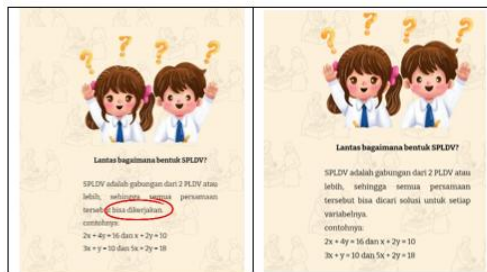 Lantas bagaimana bentuk SPLDV?
SPLDV adalah gabungan dari 2 PLDV atau
lebih, sehingga semua persamaan
tersebut bisa dikerjakan.
contohnya:
2x + 4y = 16 dan x + 2y = 10
3x + y = 10 dan 5x + 2y = 18
Lantas bagaimana bentuk SPLDV?
SPLDV adalah gabungan dari 2 PLDV atau
lebih, sehingga semua persamaan
tersebut bisa dicari solusi untuk setiap
variabelnya.
contohnya:
2x + 4y = 16 dan x + 2y = 10
3x + y = 10 dan 5x + 2y = 18